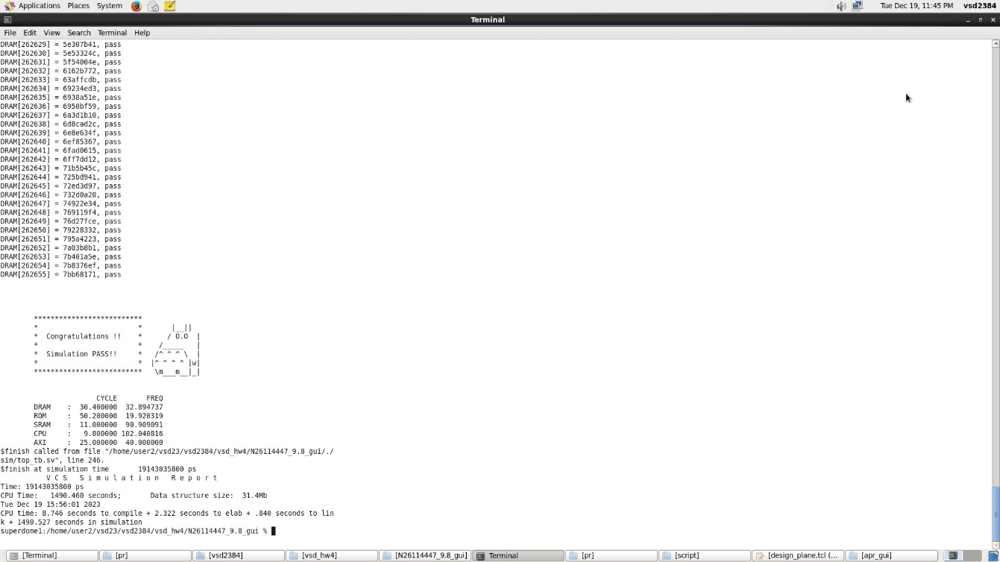 Applications Places System Tue Dec 19, 11:45 PM vsd2384
Terminal
File Edit View Search Terminal Help
DRAM[262629] = 5e307b41, pass
DRAM[262630] = 5e53324c, pass
DRAM[262631] = 5f54004e, pass
DRAM[262632] = 6162b772, pass
DRAM[262633] = 63affcdb, pass
DRAM[262634] = 69234ed3, pass
DRAM[262635] = 6938a51e, pass
DRAM[262636] = 6950bf59, pass
DRAM[262637] = 6a3d1b10, pass
DRAM[262638] = 6d8cad2c, pass
DRAM[262639] = 6e8e634f, pass
DRAM[262640] = 6ef85367, pass
DRAM[262641] = 6fad0615, pass
DRAM[262642] = 6ff7dd12, pass
DRAM[262643] = 71b5b45c, pass
DRAM[262644] = 725bd941, pass
DRAM[262645] = 72ed3d97, pass
DRAM[262646] = 732d0a20, pass
DRAM[262647] = 74922e34, pass
DRAM[262648] = 769119f4, pass
DRAM[262649] = 76d27fce, pass
DRAM[262650] = 79228332, pass
DRAM[262651] = 795a4223, pass
DRAM[262652] = 7a03b8b1, pass
DRAM[262653] = 7b401a5e, pass
DRAM[262654] = 7b8376ef, pass
DRAM[262655] = 7bb68171, pass
**************************
*                        *       |__||
*  Congratulations !!    *      / O.O  |
*                        *    /_____   |
*  Simulation PASS!!     *   /^ ^ ^ \  |
*                        *  |^ ^ ^ ^ |w|
**************************   \m___m__|_|
CYCLE FREQ
DRAM : 30.400000 32.894737
ROM : 50.200000 19.920319
SRAM : 11.000000 90.909091
CPU : 9.800000 102.040816
AXI : 25.000000 40.000000
$finish called from file "/home/user2/vsd23/vsd2384/vsd_hw4/N26114447_9.8_gui/./
sim/top_tb.sv", line 246.
$finish at simulation time 19143035800 ps
V C S S i m u l a t i o n R e p o r t
Time: 19143035800 ps
CPU Time: 1490.460 seconds; Data structure size: 31.4Mb
Tue Dec 19 15:56:01 2023
CPU time: 8.746 seconds to compile + 2.322 seconds to elab + .840 seconds to lin
k + 1490.527 seconds in simulation
superdome1:/home/user2/vsd23/vsd2384/vsd_hw4/N26114447_9.8_gui %
[Terminal] [pr] [vsd2384] [vsd_hw4] [N26114447_9.8_gui] Terminal [pr] [script] [design_plane.tcl (... [apr_gui]